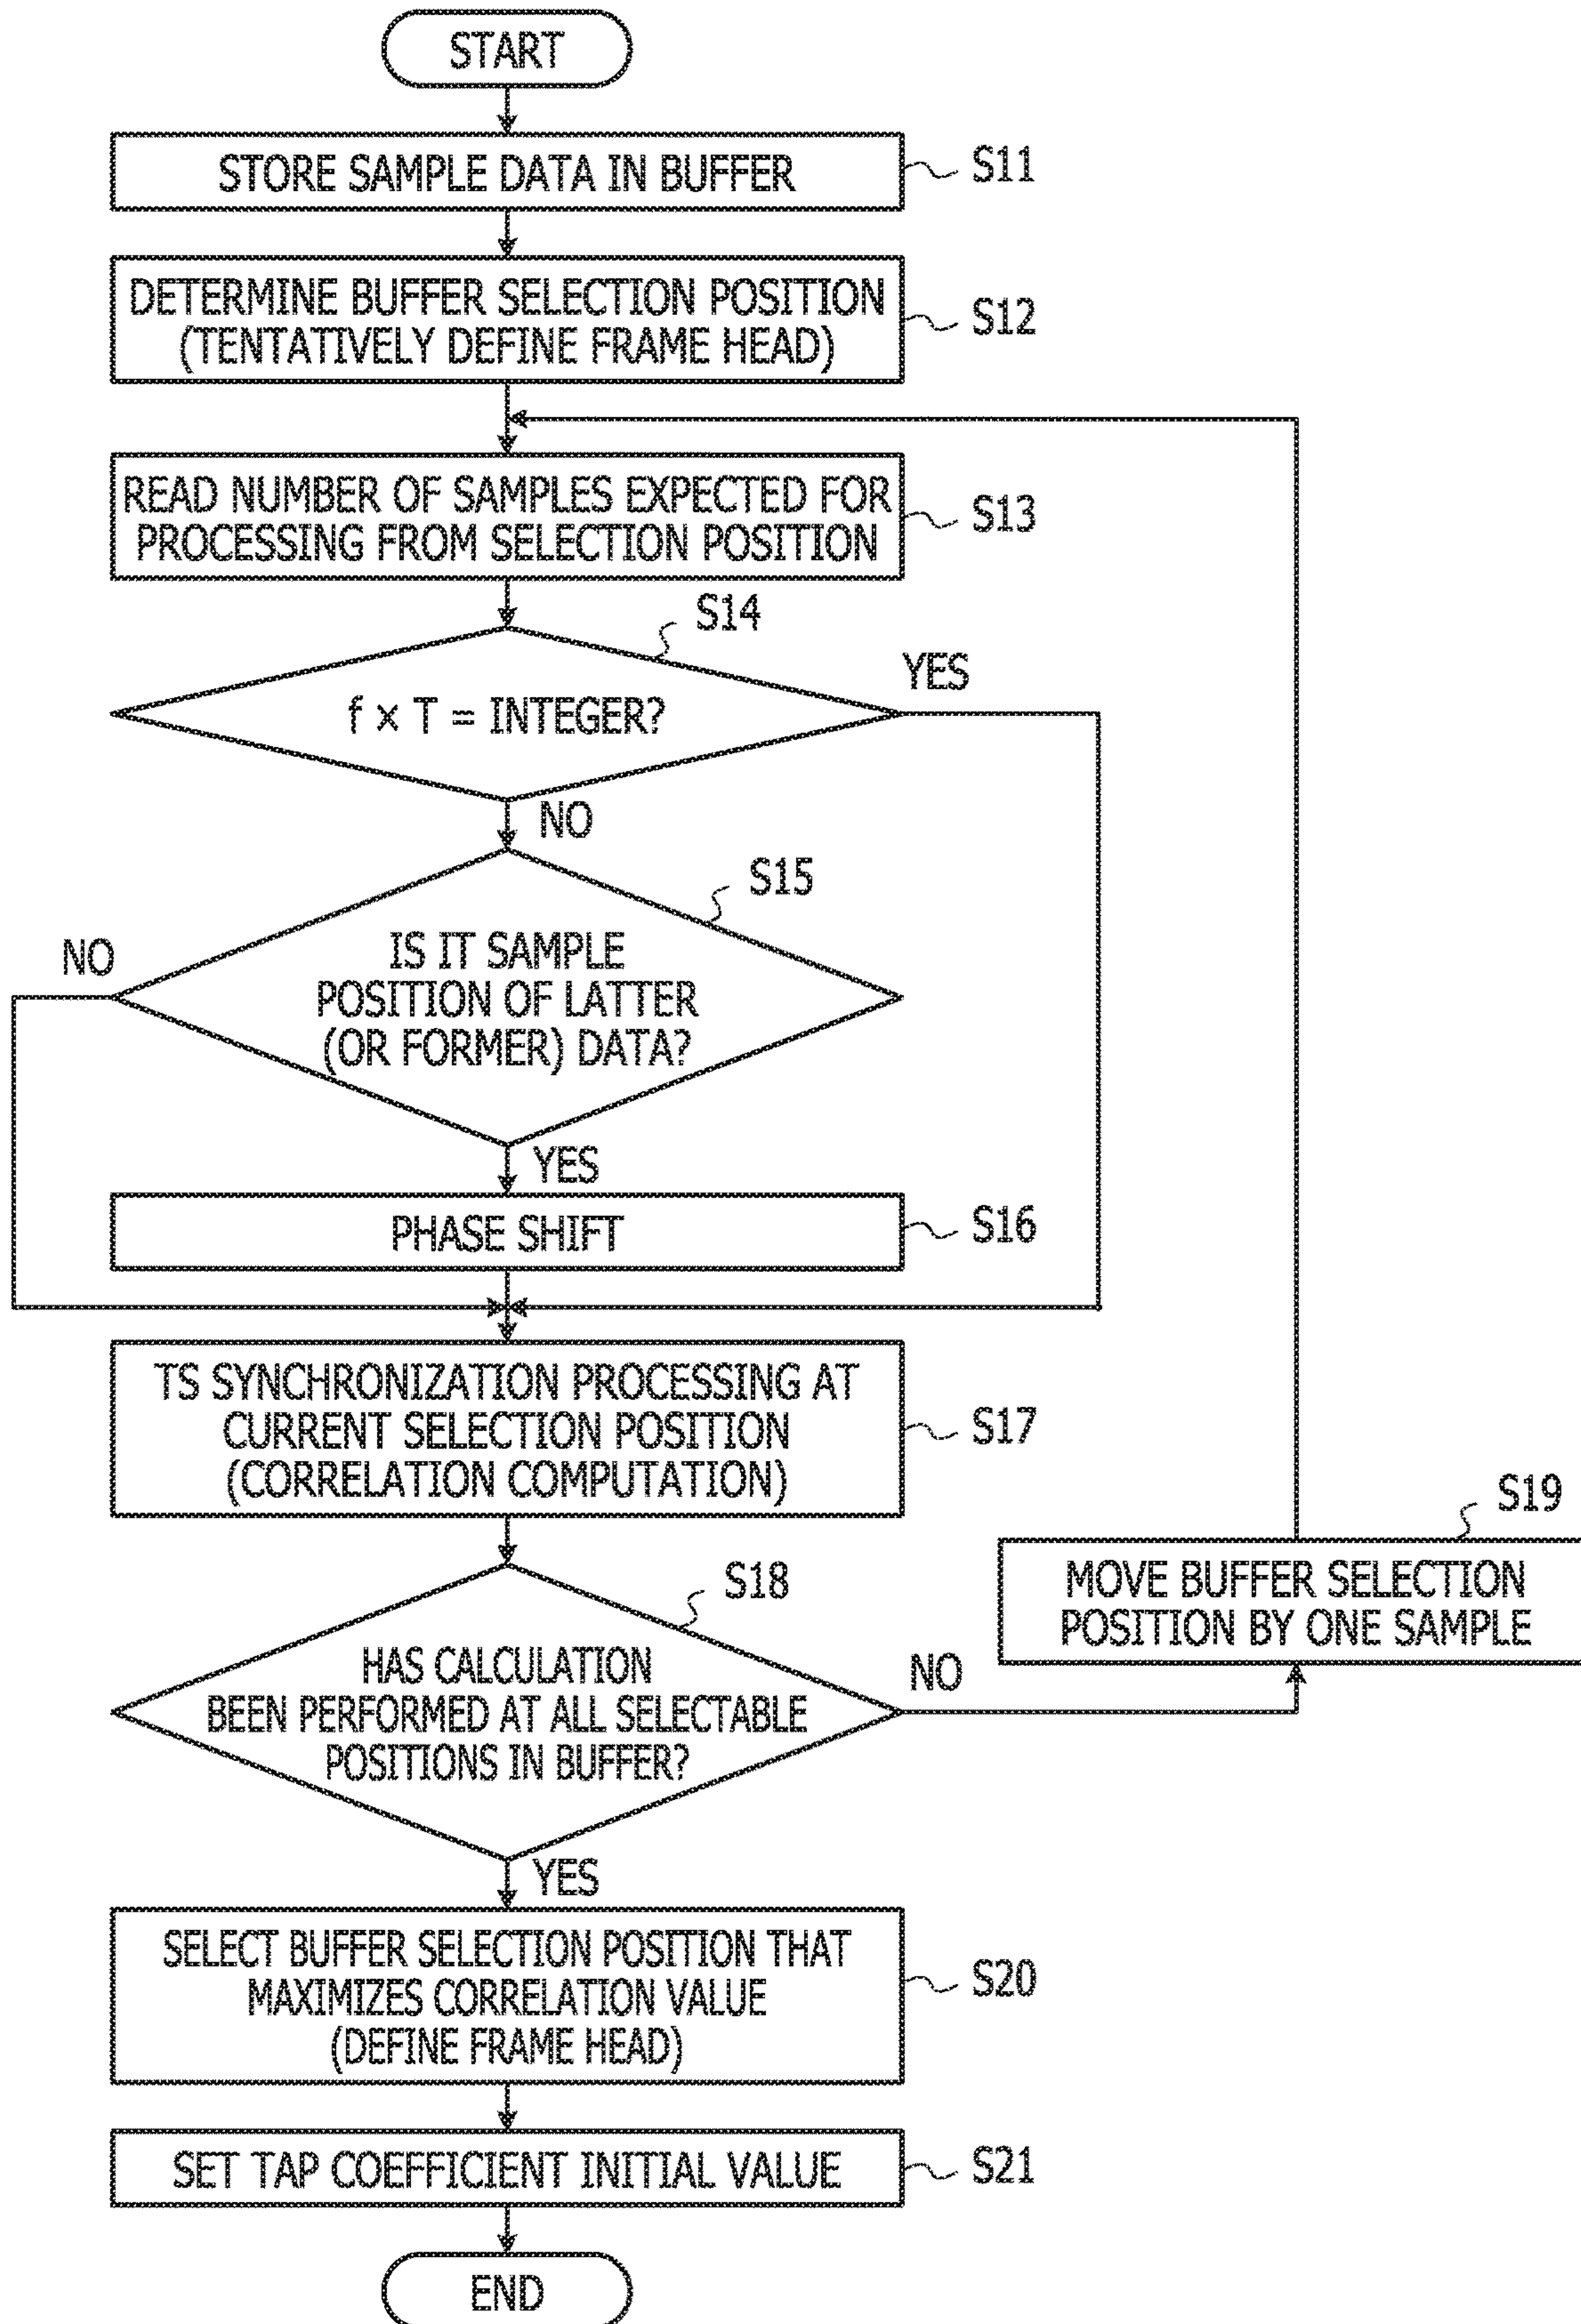 START
STORE SAMPLE DATA IN BUFFER
S11
DETERMINE BUFFER SELECTION POSITION
(TENTATIVELY DEFINE FRAME HEAD)
S12
READ NUMBER OF SAMPLES EXPECTED FOR
PROCESSING FROM SELECTION POSITION
S13
S14
f × T = INTEGER?
YES
NO
S15
IS IT SAMPLE
POSITION OF LATTER
(OR FORMER) DATA?
NO
YES
PHASE SHIFT
S16
TS SYNCHRONIZATION PROCESSING AT
CURRENT SELECTION POSITION
(CORRELATION COMPUTATION)
S17
S18
HAS CALCULATION
BEEN PERFORMED AT ALL SELECTABLE
POSITIONS IN BUFFER?
NO
S19
MOVE BUFFER SELECTION
POSITION BY ONE SAMPLE
YES
SELECT BUFFER SELECTION POSITION THAT
MAXIMIZES CORRELATION VALUE
(DEFINE FRAME HEAD)
S20
SET TAP COEFFICIENT INITIAL VALUE
S21
END